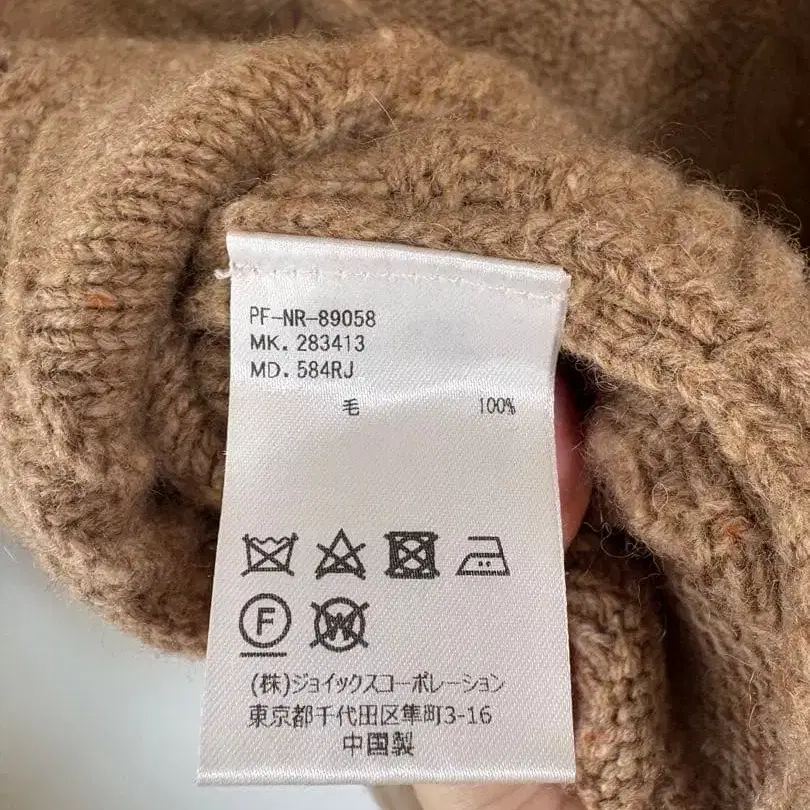 PF-NR-89058
MK. 283413
MD. 584RJ
毛 100%
F W
(株)ジョイックスコーポレーション
東京都千代田区隼町3-16
中国製